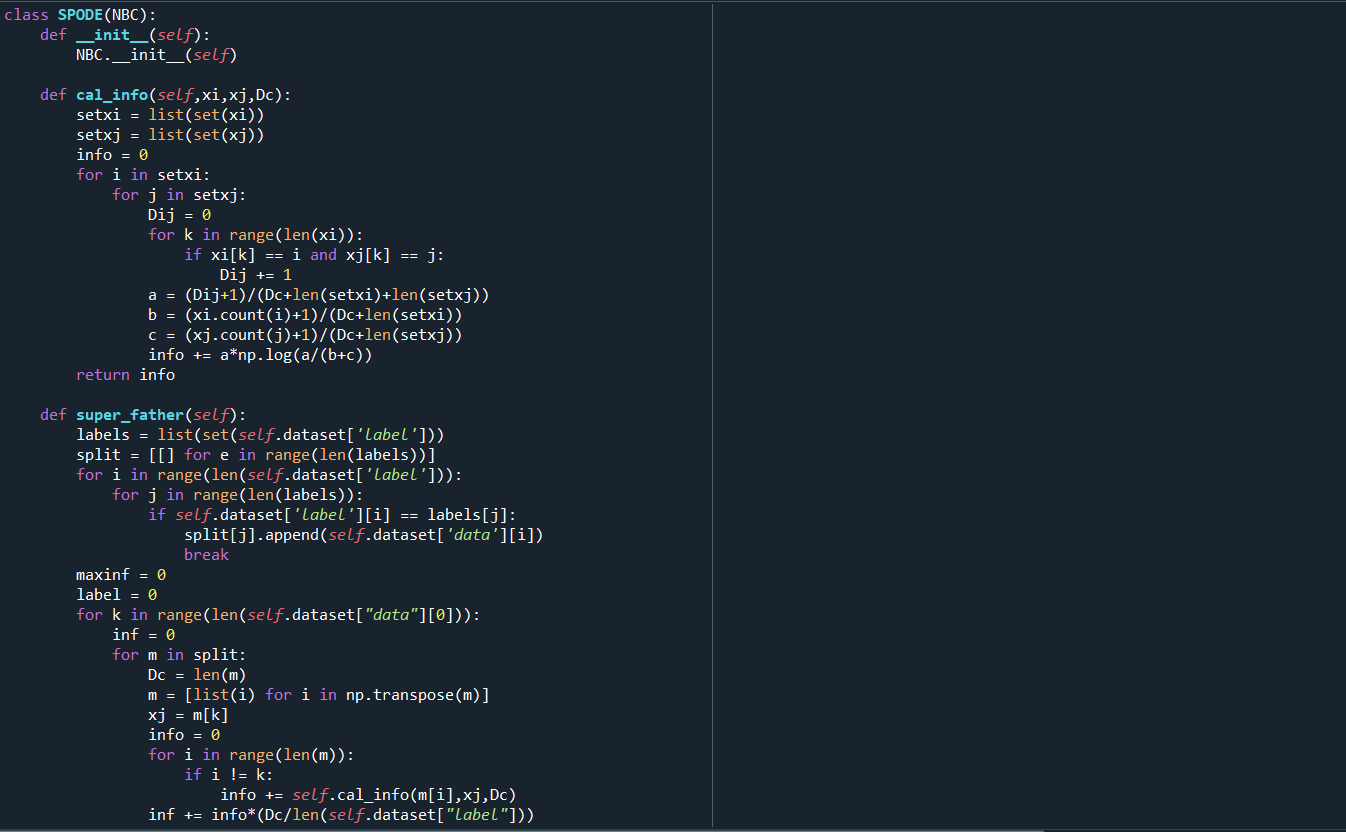 class SPODE(NBC):
    def __init__(self):
        NBC.__init__(self)

    def cal_info(self,xi,xj,Dc):
        setxi = list(set(xi))
        setxj = list(set(xj))
        info = 0
        for i in setxi:
            for j in setxj:
                Dij = 0
                for k in range(len(xi)):
                    if xi[k] == i and xj[k] == j:
                        Dij += 1
                a = (Dij+1)/(Dc+len(setxi)+len(setxj))
                b = (xi.count(i)+1)/(Dc+len(setxi))
                c = (xj.count(j)+1)/(Dc+len(setxj))
                info += a*np.log(a/(b+c))
        return info

    def super_father(self):
        labels = list(set(self.dataset['label']))
        split = [[] for e in range(len(labels))]
        for i in range(len(self.dataset['label'])):
            for j in range(len(labels)):
                if self.dataset['label'][i] == labels[j]:
                    split[j].append(self.dataset['data'][i])
                    break
        maxinf = 0
        label = 0
        for k in range(len(self.dataset["data"][0])):
            inf = 0
            for m in split:
                Dc = len(m)
                m = [list(i) for i in np.transpose(m)]
                xj = m[k]
                info = 0
                for i in range(len(m)):
                    if i != k:
                        info += self.cal_info(m[i],xj,Dc)
                inf += info*(Dc/len(self.dataset["label"]))